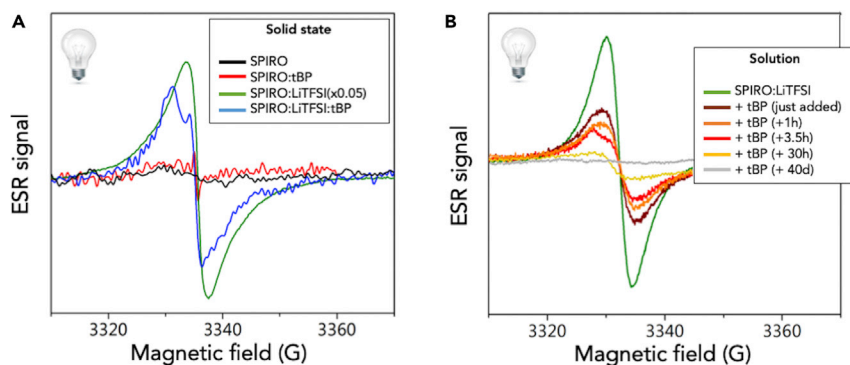 A
Solid state
SPIRO
SPIRO:tBP
SPIRO:LiTFSI(x0.05)
SPIRO:LiTFSI:tBP
ESR signal
3320
3340
3360
Magnetic field (G)
B
Solution
SPIRO:LiTFSI
+ tBP (just added)
+ tBP (+1h)
+ tBP (+3.5h)
+ tBP (+ 30h)
+ tBP (+ 40d)
ESR signal
3320
3340
3360
Magnetic field (G)